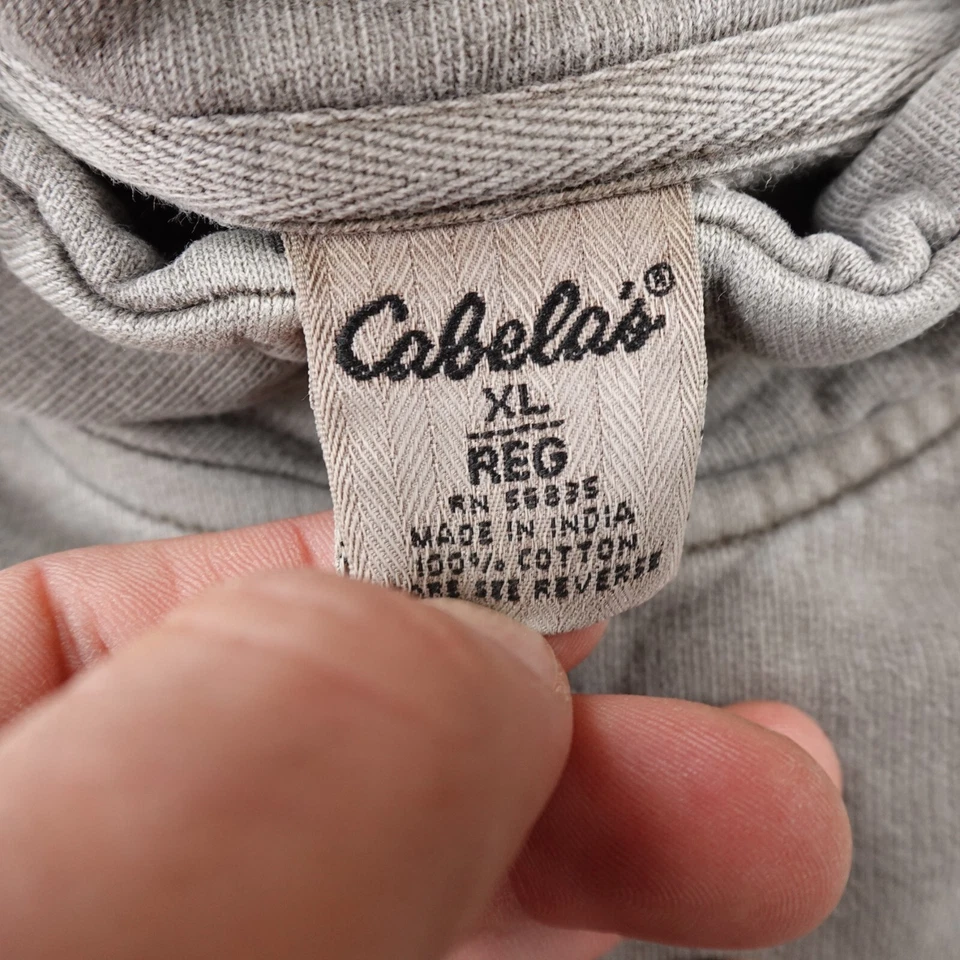 Cabela's®
XL
REG
RN 56835
MADE IN INDIA
100% COTTON
SEE REVERSE